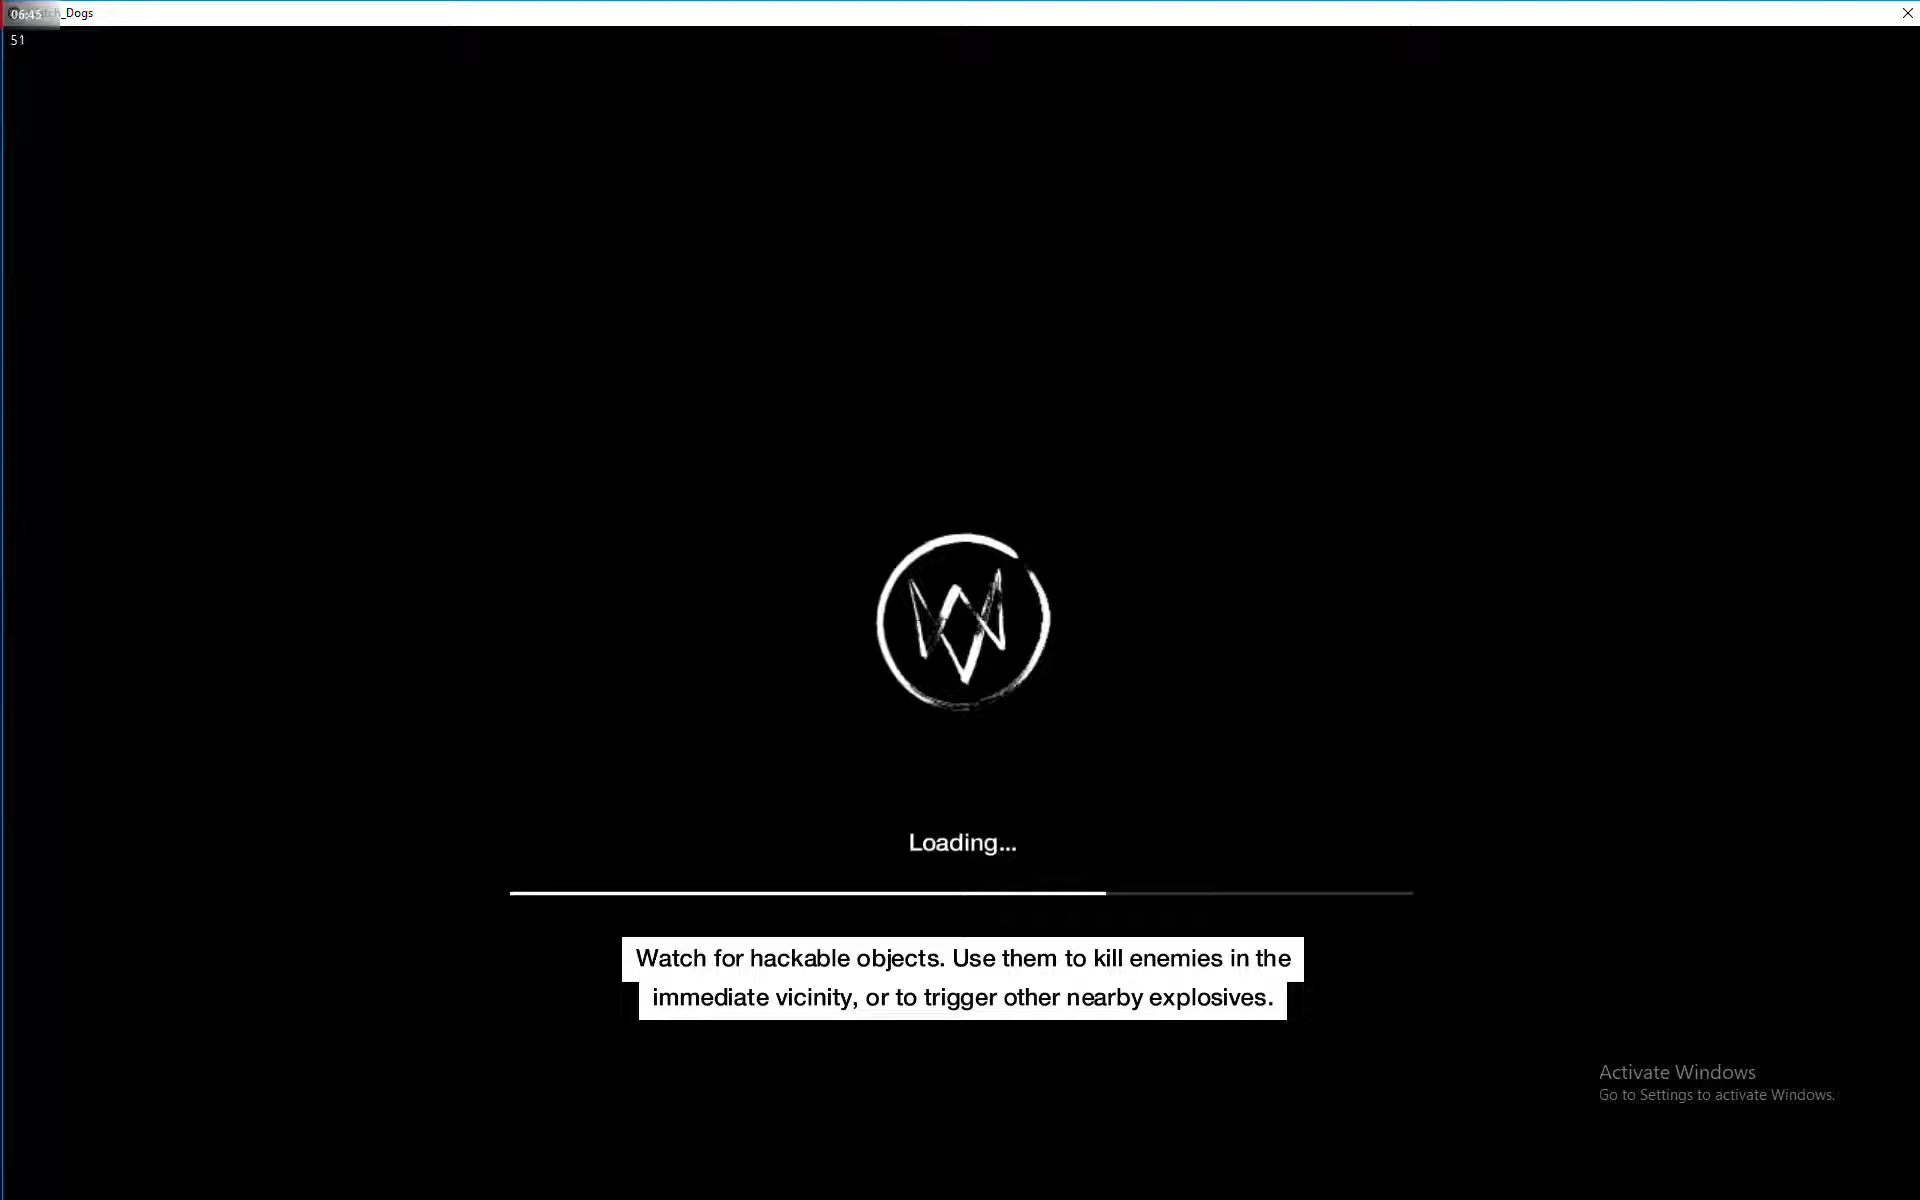 06:45
_Dogs
51
Loading...
Watch for hackable objects. Use them to kill enemies in the
immediate vicinity, or to trigger other nearby explosives.
Activate Windows
Go to Settings to activate Windows.